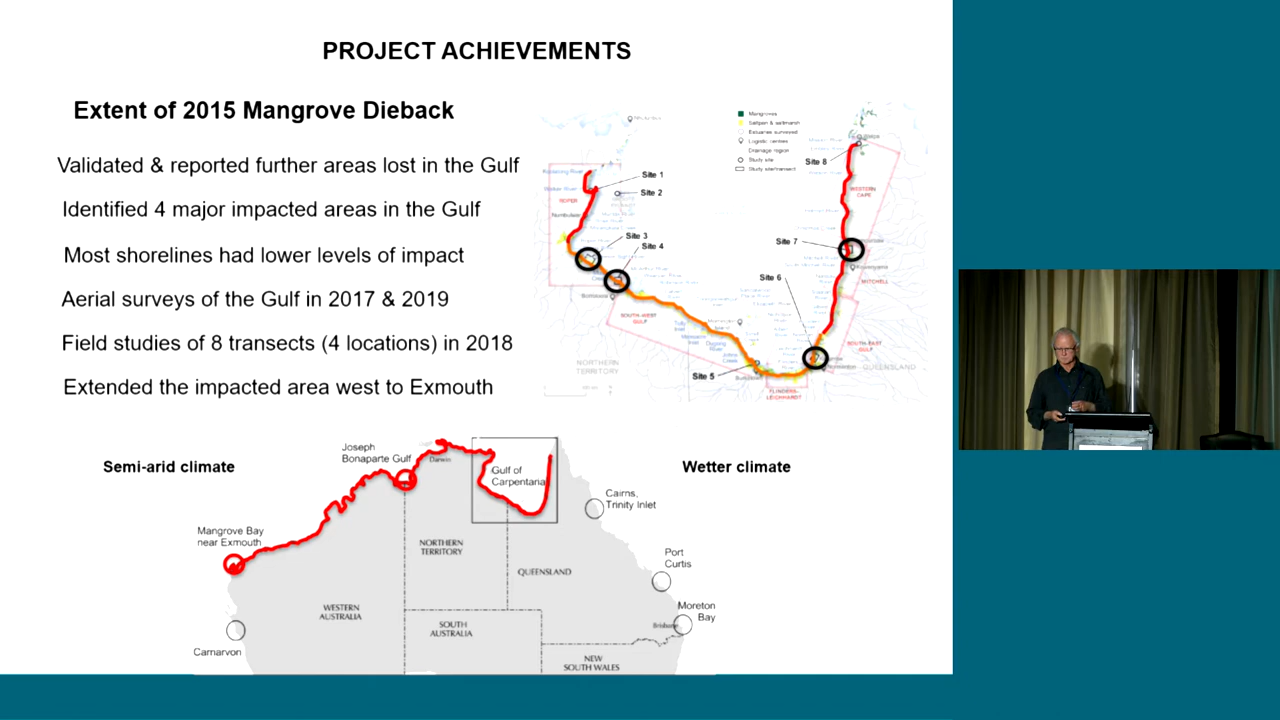 PROJECT ACHIEVEMENTS
Extent of 2015 Mangrove Dieback
Validated & reported further areas lost in the Gulf
Identified 4 major impacted areas in the Gulf
Most shorelines had lower levels of impact
Aerial surveys of the Gulf in 2017 & 2019
Field studies of 8 transects (4 locations) in 2018
Extended the impacted area west to Exmouth
Mangroves
Saltpan & saltmarsh
Estuaries surveyed
Logistic centres
Drainage region
Study site
Site 1
Site 2
Site 3
Site 4
Site 5
Site 6
Site 7
Site 8
ROPER
SOUTH-WEST
GULF
FLINDERS-
LEICHHARDT
SOUTH-EAST
GULF
MITCHELL
WESTERN
CAPE
NORTHERN
TERRITORY
QUEENSLAND
Semi-arid climate
Wetter climate
Joseph
Bonaparte Gulf
Darwin
Gulf of
Carpentaria
Cairns,
Trinity Inlet
Mangrove Bay
near Exmouth
NORTHERN
TERRITORY
QUEENSLAND
Port
Curtis
WESTERN
AUSTRALIA
SOUTH
AUSTRALIA
Moreton
Bay
Brisbane
Carnarvon
NEW
SOUTH WALES